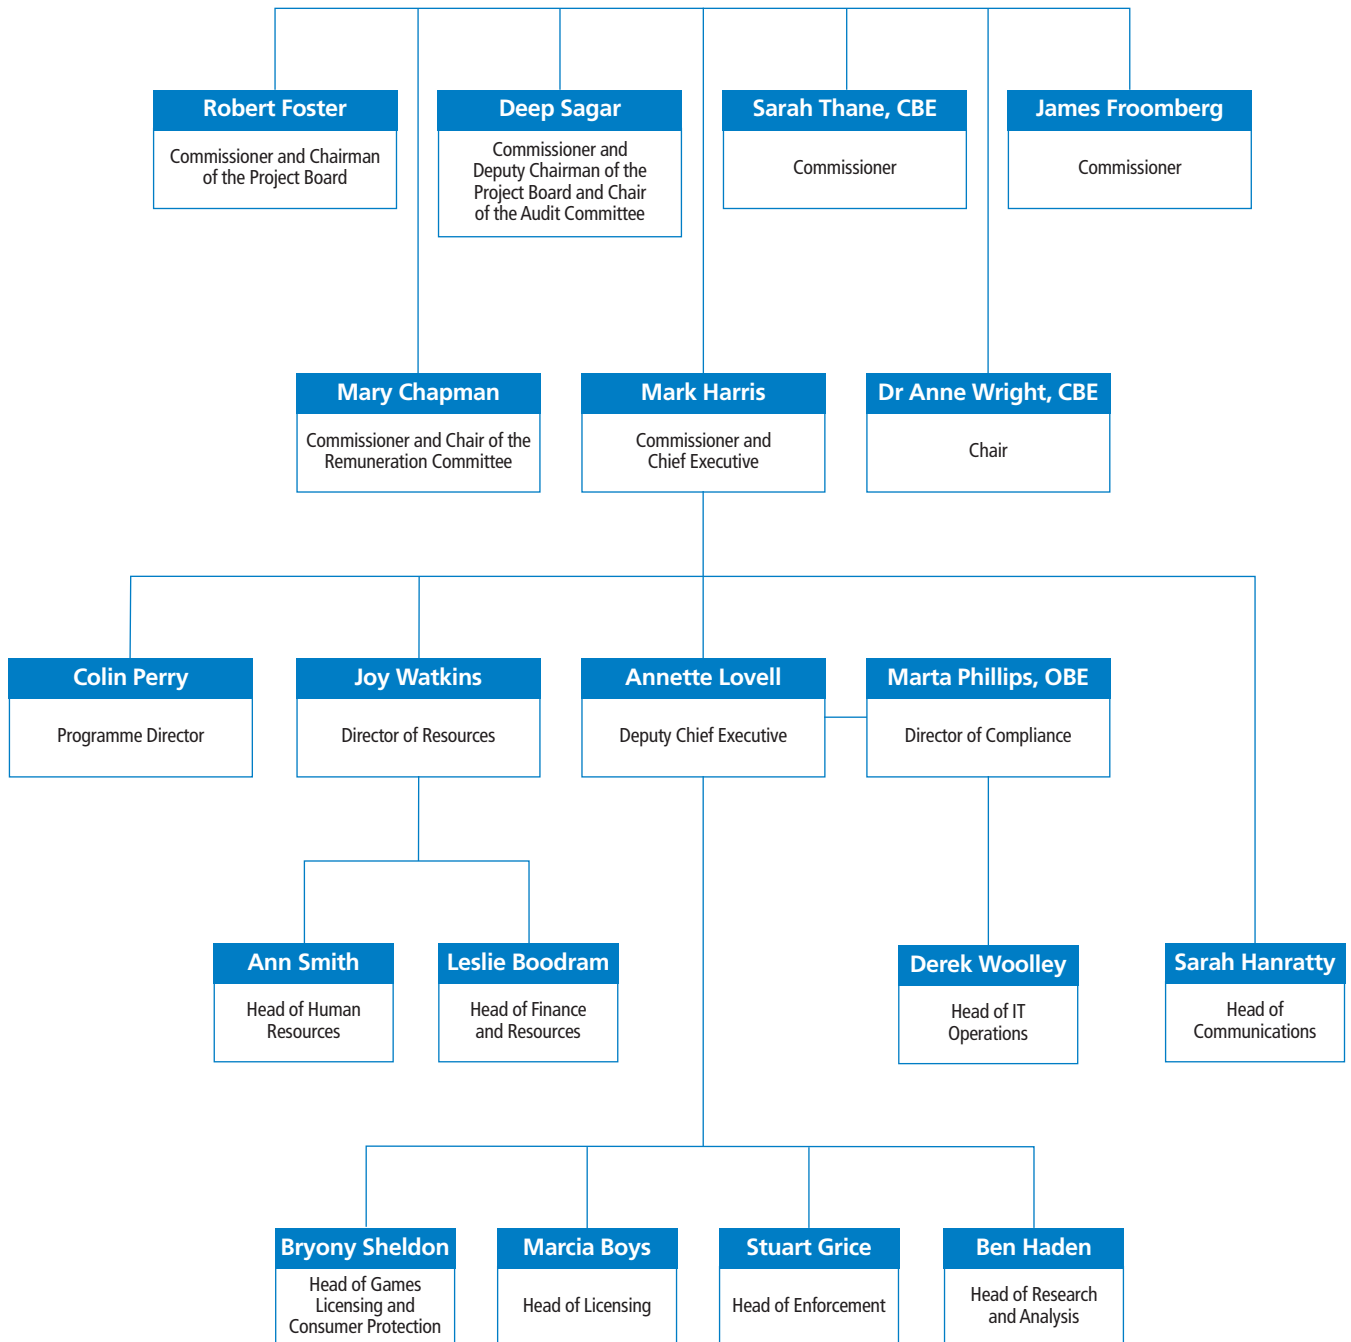 Robert Foster
Commissioner and Chairman
of the Project Board
Deep Sagar
Commissioner and
Deputy Chairman of the
Project Board and Chair
of the Audit Committee
Sarah Thane, CBE
Commissioner
James Froomberg
Commissioner
Mary Chapman
Commissioner and Chair of the
Remuneration Committee
Mark Harris
Commissioner and
Chief Executive
Dr Anne Wright, CBE
Chair
Colin Perry
Programme Director
Joy Watkins
Director of Resources
Annette Lovell
Deputy Chief Executive
Marta Phillips, OBE
Director of Compliance
Ann Smith
Head of Human
Resources
Leslie Boodram
Head of Finance
and Resources
Derek Woolley
Head of IT
Operations
Sarah Hanratty
Head of
Communications
Bryony Sheldon
Head of Games
Licensing and
Consumer Protection
Marcia Boys
Head of Licensing
Stuart Grice
Head of Enforcement
Ben Haden
Head of Research
and Analysis